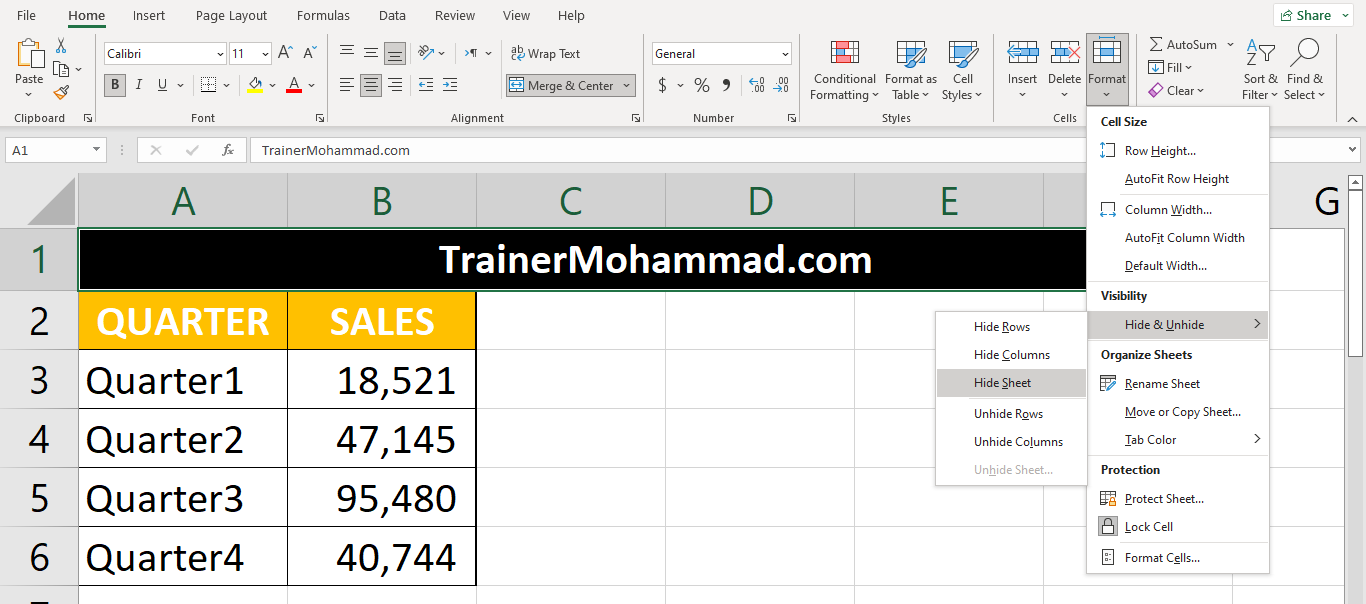 File Home Insert Page Layout Formulas Data Review View Help Share
Calibri 11 Wrap Text General AutoSum
Paste Conditional Formatting Format as Table Cell Styles Insert Delete Format Fill Sort & Filter Find & Select
B I U Merge & Center $ % Clear
Clipboard Font Alignment Number Styles Cells
A1 fx TrainerMohammad.com
A B C D E G
1 TrainerMohammad.com
2 QUARTER SALES
3 Quarter1 18,521
4 Quarter2 47,145
5 Quarter3 95,480
6 Quarter4 40,744
Cell Size
Row Height...
AutoFit Row Height
Column Width...
AutoFit Column Width
Default Width...
Visibility
Hide & Unhide
Organize Sheets
Rename Sheet
Move or Copy Sheet...
Tab Color
Protection
Protect Sheet...
Lock Cell
Format Cells...
Hide Rows
Hide Columns
Hide Sheet
Unhide Rows
Unhide Columns
Unhide Sheet...